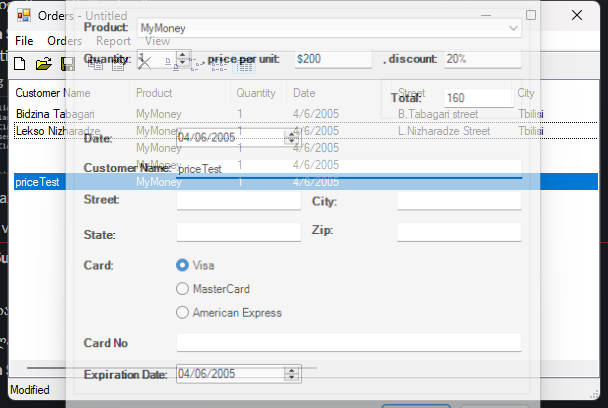 Orders - Untitled
File Orders Report View
Product: MyMoney
Quantity: 1 , price per unit: $200 , discount: 20%
Total: 160
Customer Name Product Quantity Date Street City
Bidzina Tabagari MyMoney 1 4/6/2005 B.Tabagari street Tbilisi
Lekso Nizharadze MyMoney 1 4/6/2005 L.Nizharadze Street Tbilisi
MyMoney 1 4/6/2005
MyMoney 1 4/6/2005
priceTest MyMoney 1 4/6/2005
Date: 04/06/2005
Customer Name: priceTest
Street: City:
State: Zip:
Card: Visa
MasterCard
American Express
Card No
Expiration Date: 04/06/2005
Modified